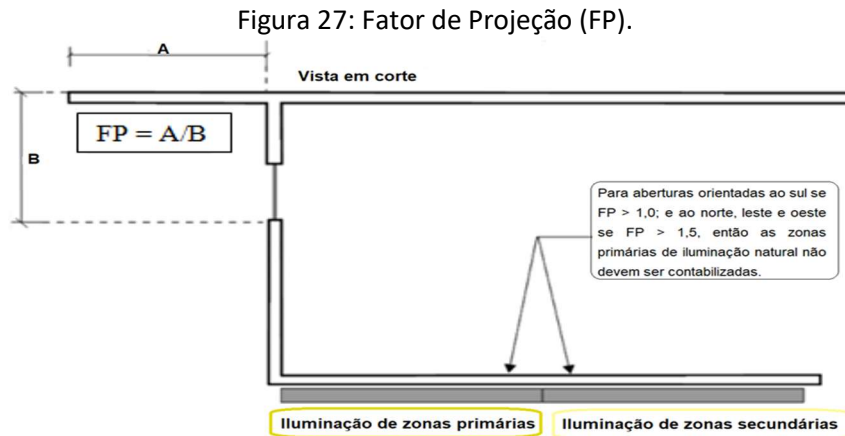 Figura 27: Fator de Projeção (FP).
A
Vista em corte
FP = A/B
B
Para aberturas orientadas ao sul se
FP > 1,0; e ao norte, leste e oeste
se FP > 1,5, então as zonas
primárias de iluminação natural não
devem ser contabilizadas.
Iluminação de zonas primárias
Iluminação de zonas secundárias